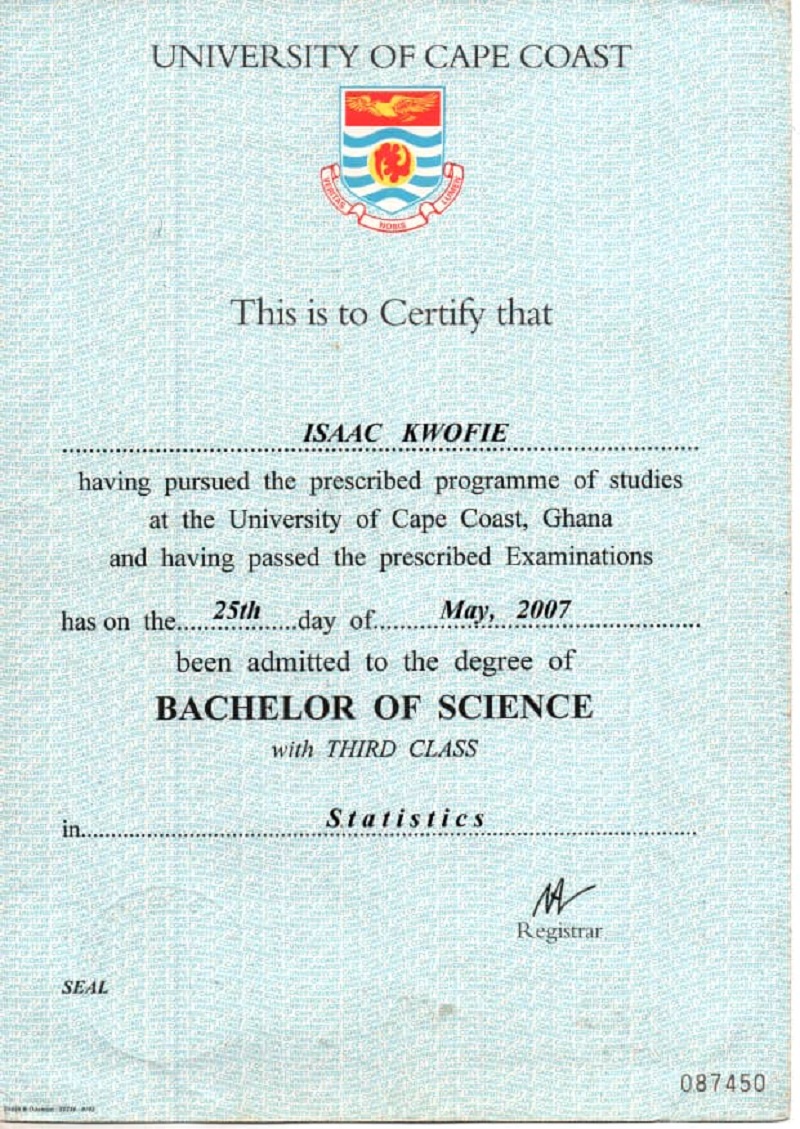 UNIVERSITY OF CAPE COAST
VERITAS NOBIS LUMEN
This is to Certify that
ISAAC KWOFIE
having pursued the prescribed programme of studies
at the University of Cape Coast, Ghana
and having passed the prescribed Examinations
has on the 25th day of May, 2007
been admitted to the degree of
BACHELOR OF SCIENCE
with THIRD CLASS
in Statistics
Registrar
SEAL
087450